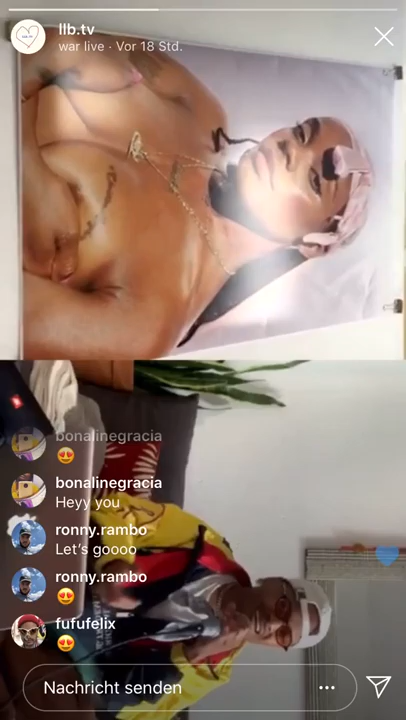 llb.tv
war live · Vor 18 Std.
bonalinegracia
😍
bonalinegracia
Heyy you
ronny.rambo
Let's goooo
ronny.rambo
😍
fufufelix
😍
Nachricht senden